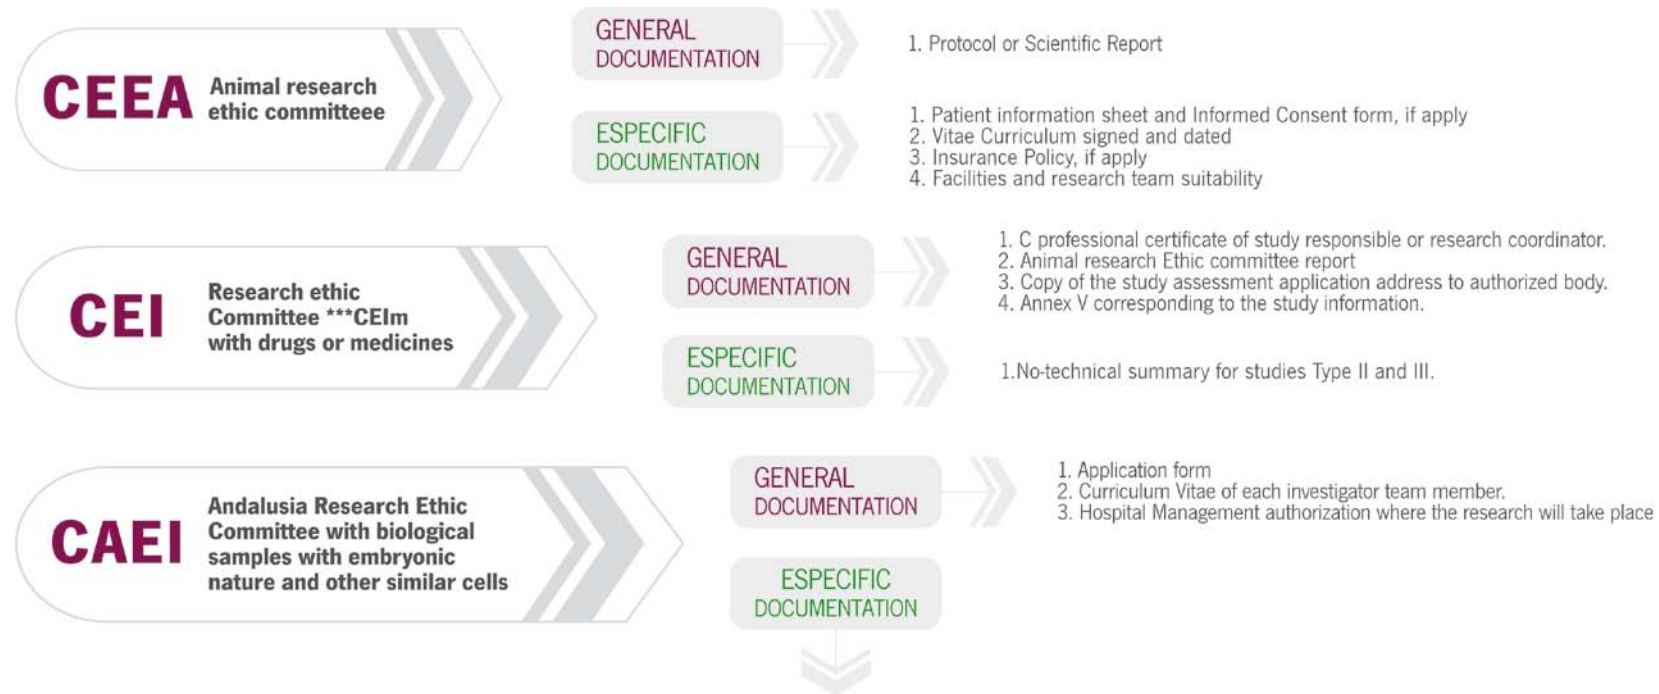 CEEA
Animal research
ethic committeee
GENERAL
DOCUMENTATION
1. Protocol or Scientific Report
ESPECIFIC
DOCUMENTATION
1. Patient information sheet and Informed Consent form, if apply
2. Vitae Curriculum signed and dated
3. Insurance Policy, if apply
4. Facilities and research team suitability
CEI
Research ethic
Committee ***CEIm
with drugs or medicines
GENERAL
DOCUMENTATION
1. C professional certificate of study responsible or research coordinator.
2. Animal research Ethic committee report
3. Copy of the study assessment application address to authorized body.
4. Annex V corresponding to the study information.
ESPECIFIC
DOCUMENTATION
1.No-technical summary for studies Type II and III.
CAEI
Andalusia Research Ethic
Committee with biological
samples with embryonic
nature and other similar cells
GENERAL
DOCUMENTATION
1. Application form
2. Curriculum Vitae of each investigator team member.
3. Hospital Management authorization where the research will take place
ESPECIFIC
DOCUMENTATION